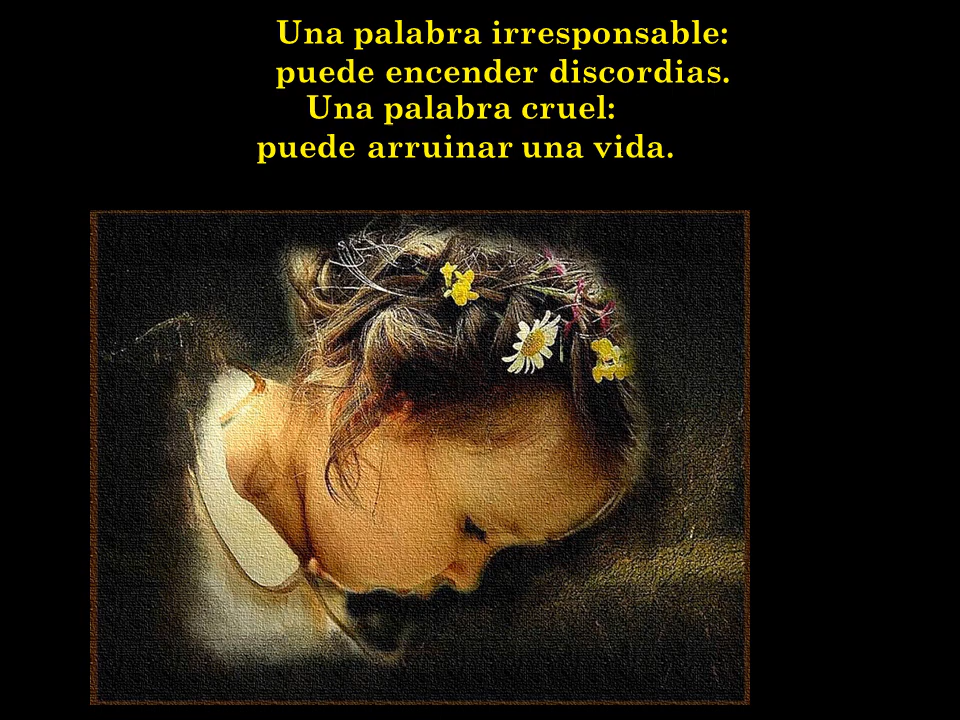 Una palabra irresponsable:
puede encender discordias.
Una palabra cruel:
puede arruinar una vida.